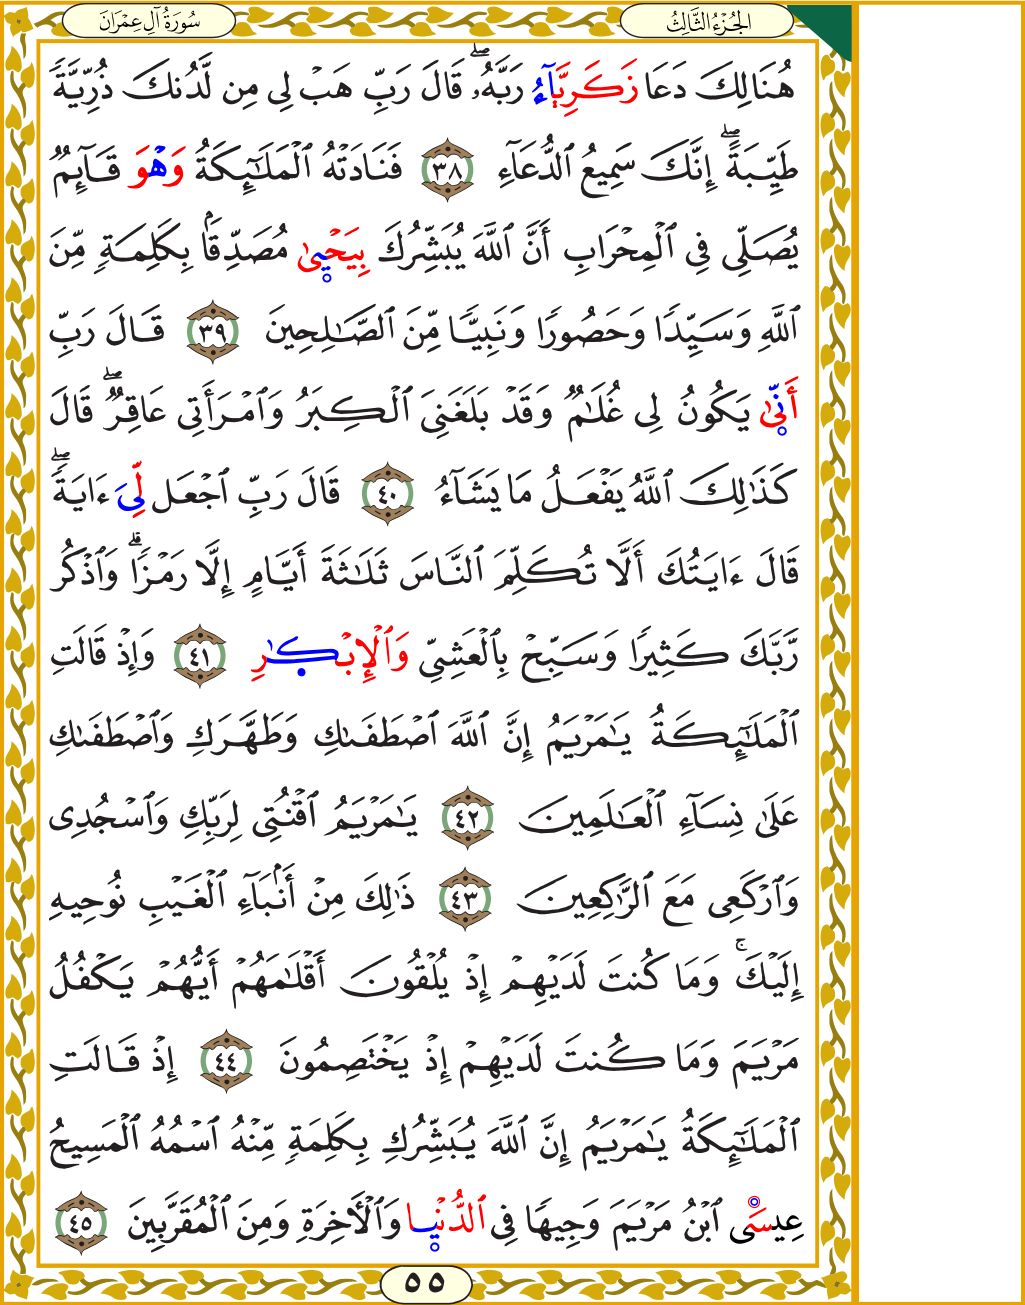 سُورَةُ آلِ عِمْرَانَ
الجُزْءُ الثَّالِثُ
هُنَالِكَ دَعَا زَكَرِيَّآءُ رَبَّهُۥۖ قَالَ رَبِّ هَبْ لِى مِن لَّدُنكَ ذُرِّيَّةً
طَيِّبَةًۖ إِنَّكَ سَمِيعُ ٱلدُّعَآءِ ٣٨ فَنَادَتْهُ ٱلْمَلَٰٓئِكَةُ وَهْوَ قَآئِمٌ
يُصَلِّى فِى ٱلْمِحْرَابِ أَنَّ ٱللَّهَ يُبَشِّرُكَ بِيَحْيَىٰ مُصَدِّقًۢا بِكَلِمَةٍ مِّنَ
ٱللَّهِ وَسَيِّدًا وَحَصُورًا وَنَبِيًّا مِّنَ ٱلصَّٰلِحِينَ ٣٩ قَالَ رَبِّ
أَنَّىٰ يَكُونُ لِى غُلَٰمٌ وَقَدْ بَلَغَنِىَ ٱلْكِبَرُ وَٱمْرَأَتِى عَاقِرٌۖ قَالَ
كَذَٰلِكَ ٱللَّهُ يَفْعَلُ مَا يَشَآءُ ٤٠ قَالَ رَبِّ ٱجْعَل لِّىَ ءَايَةًۖ
قَالَ ءَايَتُكَ أَلَّا تُكَلِّمَ ٱلنَّاسَ ثَلَٰثَةَ أَيَّامٍ إِلَّا رَمْزًاۗ وَٱذْكُر
رَّبَّكَ كَثِيرًا وَسَبِّحْ بِٱلْعَشِىِّ وَٱلْإِبْكَٰرِ ٤١ وَإِذْ قَالَتِ
ٱلْمَلَٰٓئِكَةُ يَٰمَرْيَمُ إِنَّ ٱللَّهَ ٱصْطَفَىٰكِ وَطَهَّرَكِ وَٱصْطَفَىٰكِ
عَلَىٰ نِسَآءِ ٱلْعَٰلَمِينَ ٤٢ يَٰمَرْيَمُ ٱقْنُتِى لِرَبِّكِ وَٱسْجُدِى
وَٱرْكَعِى مَعَ ٱلرَّٰكِعِينَ ٤٣ ذَٰلِكَ مِنْ أَنۢبَآءِ ٱلْغَيْبِ نُوحِيهِ
إِلَيْكَۚ وَمَا كُنتَ لَدَيْهِمْ إِذْ يُلْقُونَ أَقْلَٰمَهُمْ أَيُّهُمْ يَكْفُلُ
مَرْيَمَ وَمَا كُنتَ لَدَيْهِمْ إِذْ يَخْتَصِمُونَ ٤٤ إِذْ قَالَتِ
ٱلْمَلَٰٓئِكَةُ يَٰمَرْيَمُ إِنَّ ٱللَّهَ يُبَشِّرُكِ بِكَلِمَةٍ مِّنْهُ ٱسْمُهُ ٱلْمَسِيحُ
عِيسَى ٱبْنُ مَرْيَمَ وَجِيهًا فِى ٱلدُّنْيَا وَٱلْءَاخِرَةِ وَمِنَ ٱلْمُقَرَّبِينَ ٤٥
٥٥